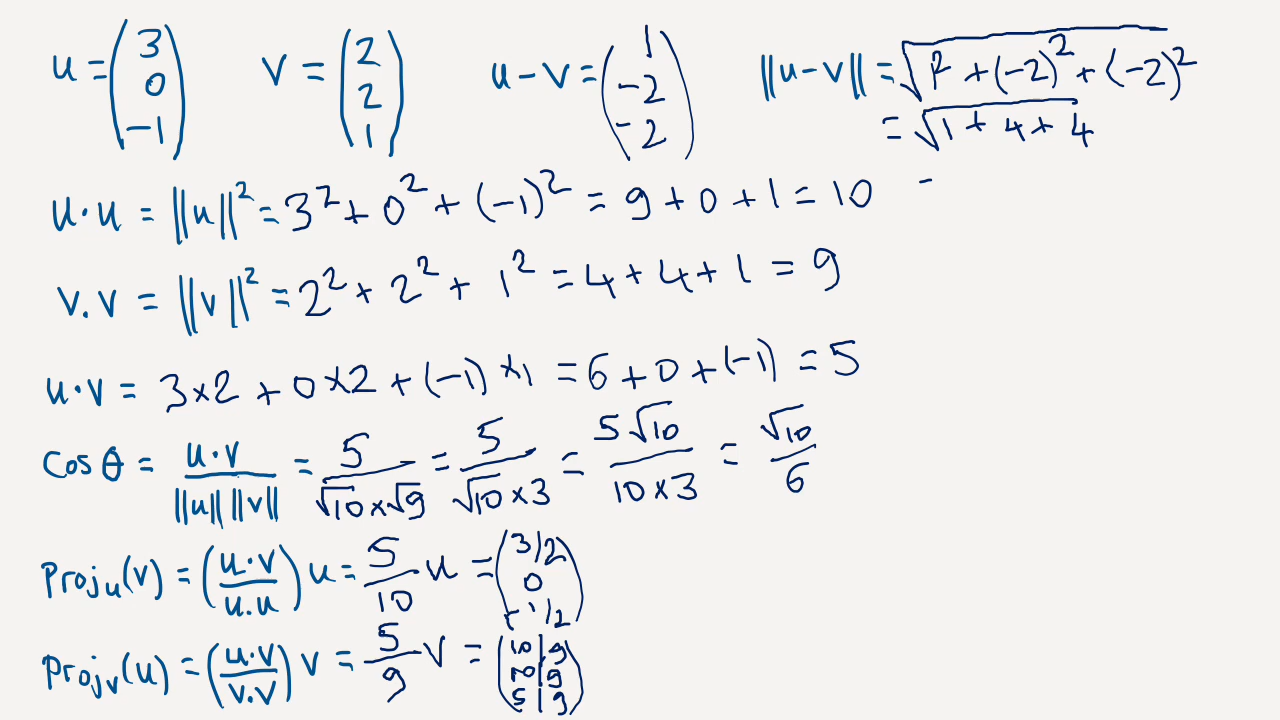 u = (3 0 -1) v = (2 2 1) u - v = (1 -2 -2) ||u - v|| = √(1² + (-2)² + (-2)²)
= √(1 + 4 + 4)
u·u = ||u||² = 3² + 0² + (-1)² = 9 + 0 + 1 = 10 -
v.v = ||v||² = 2² + 2² + 1² = 4 + 4 + 1 = 9
u·v = 3×2 + 0×2 + (-1)×1 = 6 + 0 + (-1) = 5
Cos θ = u·v / ||u|| ||v|| = 5 / √10 × √9 = 5 / √10 × 3 = 5√10 / 10 × 3 = √10 / 6
Proj_u(v) = (u·v / u.u) u = 5/10 u = (3/2 0 -1/2)
Proj_v(u) = (u·v / v.v) v = 5/9 v = (10/9 10/9 5/9)